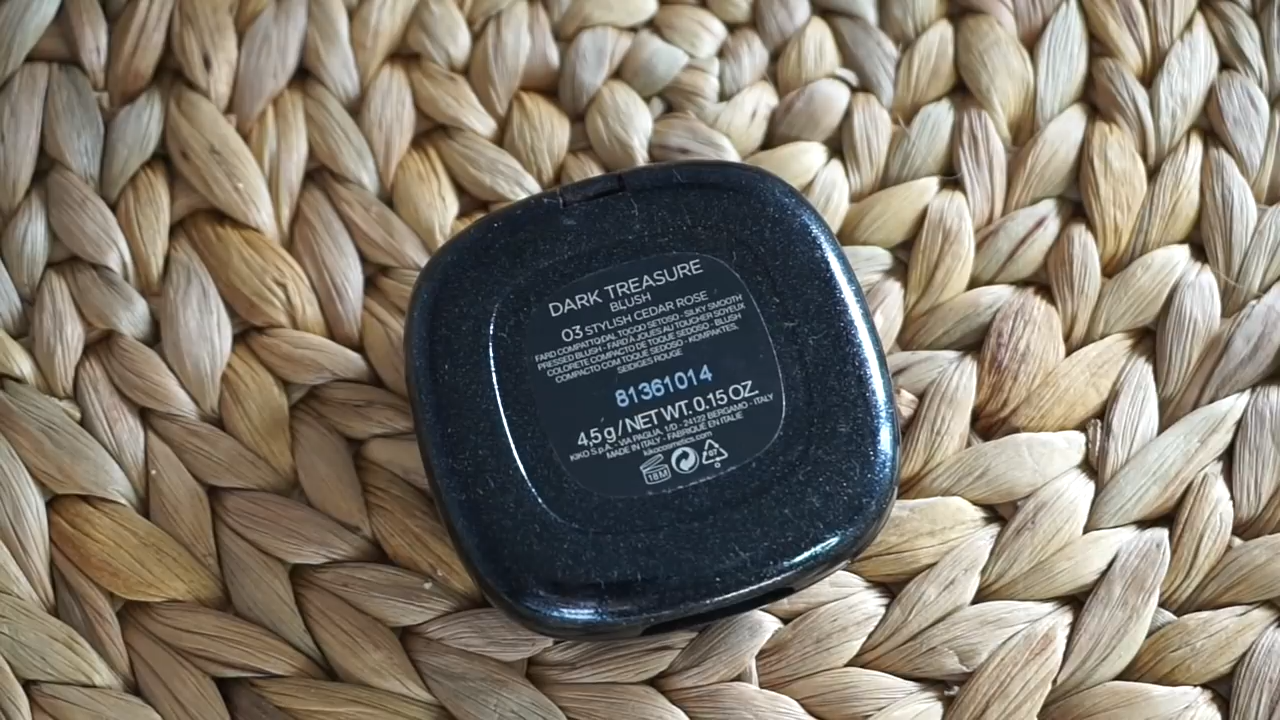 DARK TREASURE
BLUSH
03 STYLISH CEDAR ROSE
FARD COMPATTO DAL TOCCO SETOSO - SILKY SMOOTH
PRESSED BLUSH - FARD À JOUES AU TOUCHER SOYEUX
COLORETE COMPACTO DE TOQUE SEDOSO - BLUSH
COMPACTO COM TOQUE SEDOSO - KOMPAKTES,
SEIDIGES ROUGE
81361014
4,5 g / NET WT. 0.15 OZ.
KIKO S.p.A. - VIA PAGLIA, 1/D - 24122 BERGAMO - ITALY
MADE IN ITALY - FABRIQUÉ EN ITALIE
kikocosmetics.com
18M
07
O